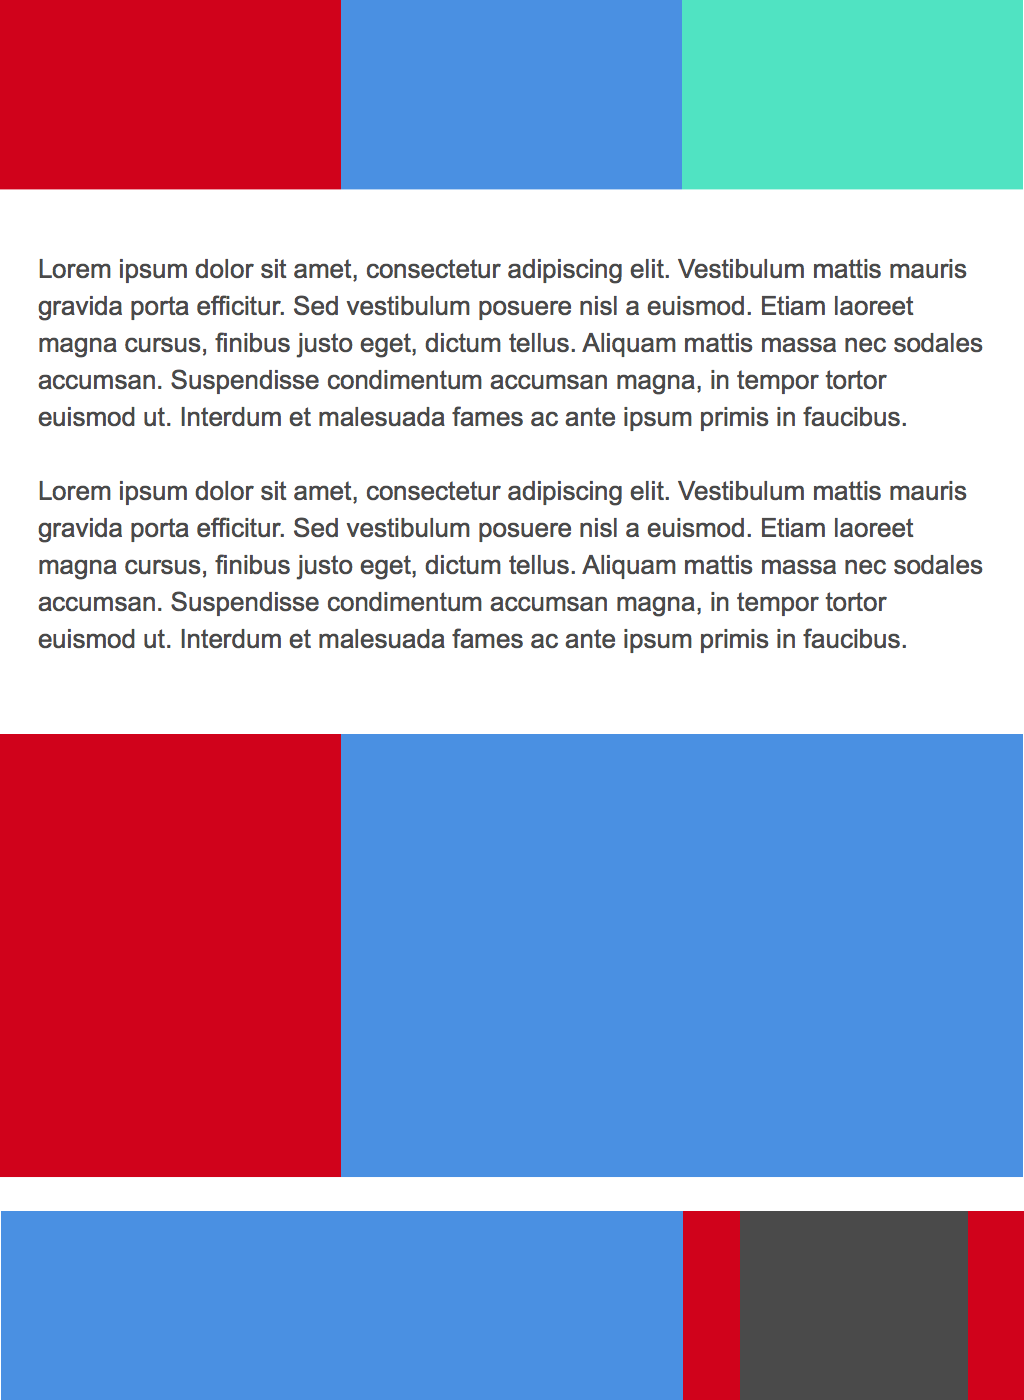 Lorem ipsum dolor sit amet, consectetur adipiscing elit. Vestibulum mattis mauris
gravida porta efficitur. Sed vestibulum posuere nisl a euismod. Etiam laoreet
magna cursus, finibus justo eget, dictum tellus. Aliquam mattis massa nec sodales
accumsan. Suspendisse condimentum accumsan magna, in tempor tortor
euismod ut. Interdum et malesuada fames ac ante ipsum primis in faucibus.
Lorem ipsum dolor sit amet, consectetur adipiscing elit. Vestibulum mattis mauris
gravida porta efficitur. Sed vestibulum posuere nisl a euismod. Etiam laoreet
magna cursus, finibus justo eget, dictum tellus. Aliquam mattis massa nec sodales
accumsan. Suspendisse condimentum accumsan magna, in tempor tortor
euismod ut. Interdum et malesuada fames ac ante ipsum primis in faucibus.